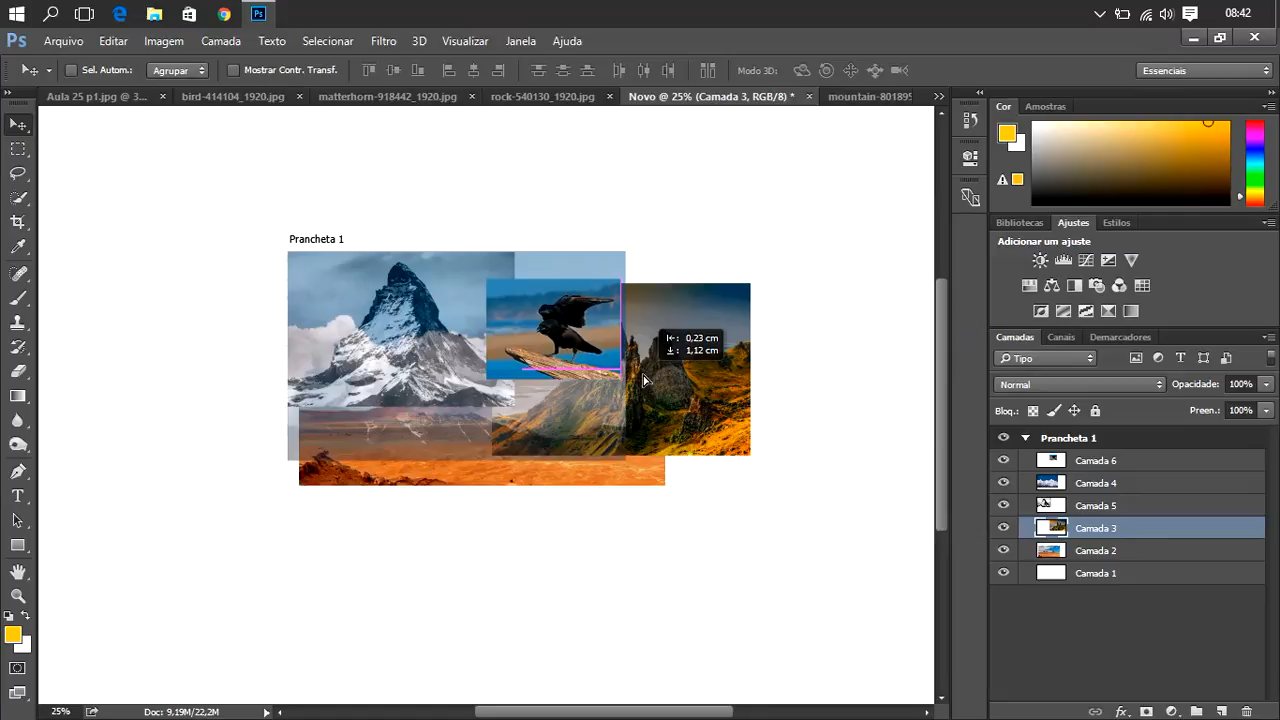 Ps
08:42
Ps Arquivo Editar Imagem Camada Texto Selecionar Filtro 3D Visualizar Janela Ajuda
Sel. Autom.: Agrupar Mostrar Contr. Transf. Modo 3D: Essenciais
Aula 25 p1.jpg @ 3... × bird-414104_1920.jpg × matterhorn-918442_1920.jpg × rock-540130_1920.jpg × Novo @ 25% (Camada 3, RGB/8) * × mountain-801895
Cor Amostras
Prancheta 1
0,23 cm
1,12 cm
Bibliotecas Ajustes Estilos
Adicionar um ajuste
Camadas Canais Demarcadores
Tipo
Normal Opacidade: 100%
Bloq.: Preen.: 100%
Prancheta 1
Camada 6
Camada 4
Camada 5
Camada 3
Camada 2
Camada 1
25% Doc: 9,19M/22,2M
fx